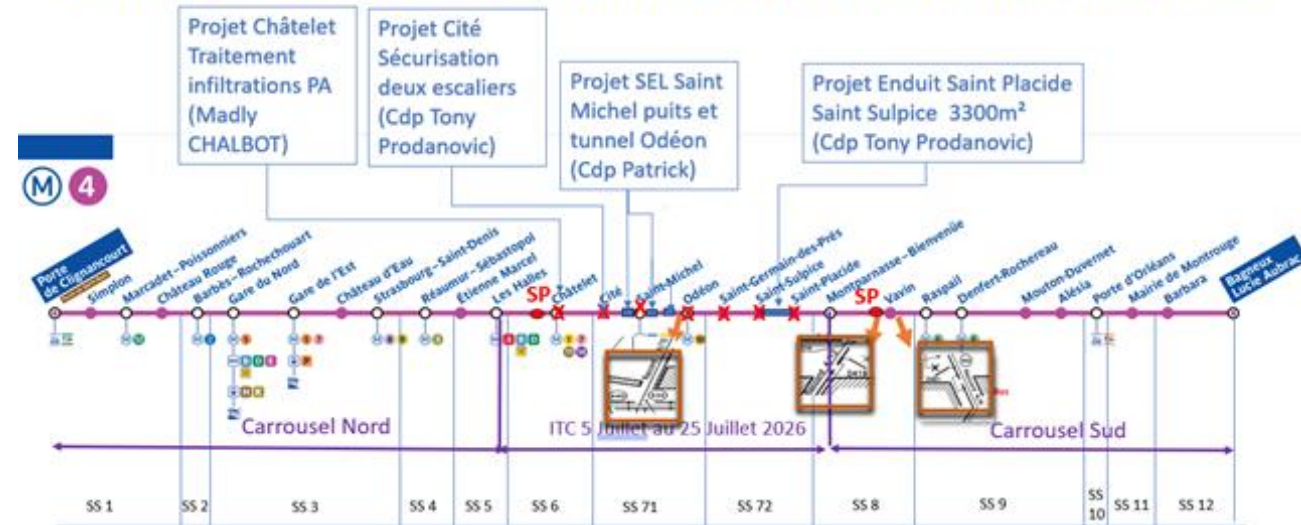 Projet Châtelet
Traitement
infiltrations PA
(Madly
CHALBOT)
Projet Cité
Sécurisation
deux escaliers
(Cdp Tony
Prodanovic)
Projet SEL Saint
Michel puits et
tunnel Odéon
(Cdp Patrick)
Projet Enduit Saint Placide
Saint Sulpice 3300m²
(Cdp Tony Prodanovic)
M 4
Porte
de Clignancourt
Simplon
Marcadet-Poissonniers
Château Rouge
Barbès-Rochechouart
Gare du Nord
Gare de l'Est
Château d'Eau
Strasbourg-Saint-Denis
Réaumur-Sébastopol
Étienne Marcel
Les Halles
SP
Châtelet
Cité
Saint-Michel
Odéon
Saint-Germain-des-Prés
Saint-Sulpice
Saint-Placide
Montparnasse-Bienvenüe
SP
Vavin
Raspail
Denfert-Rochereau
Mouton-Duvernet
Alésia
Porte d'Orléans
Mairie de Montrouge
Barbara
Bagneux
Lucie Aubrac
Carrousel Nord
ITC 5 Juillet au 25 Juillet 2026
Carrousel Sud
SS 1
SS 2
SS 3
SS 4
SS 5
SS 6
SS 71
SS 72
SS 8
SS 9
SS
10
SS 11
SS 12